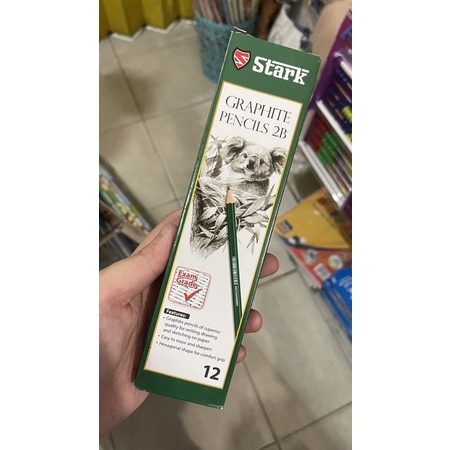 Stark
GRAPHITE
PENCILS 2B
Exam
Grade
Features:
• Graphite pencils of superior
quality for writing, drawing
and sketching on paper
• Easy to erase and sharpen
• Hexagonal shape for comfort grip
12